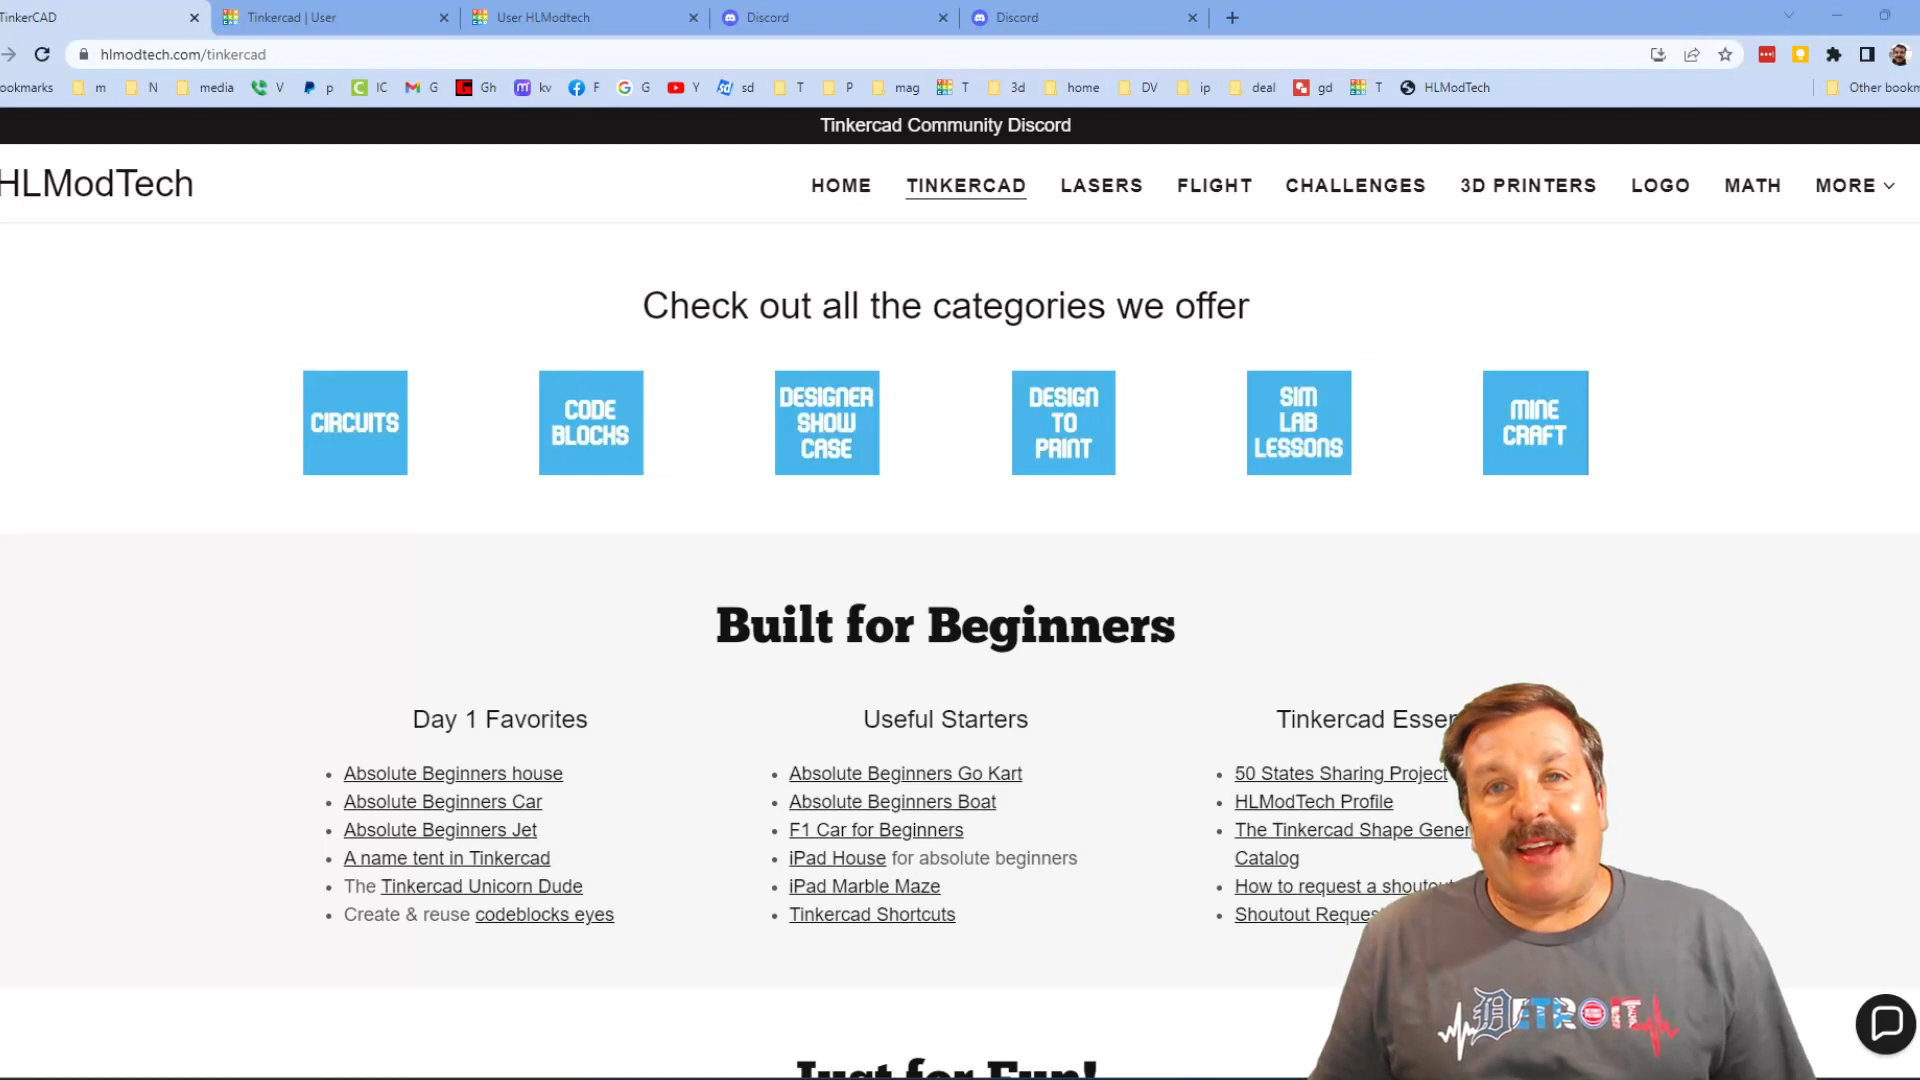 TinkerCAD
Tinkercad | User
User HLModtech
Discord
Discord
hlmodtech.com/tinkercad
ookmarks m N media V p IC G Gh kv F G Y sd T P mag T 3d home DV ip deal gd T HLModTech Other bookm
Tinkercad Community Discord
HLModTech
HOME TINKERCAD LASERS FLIGHT CHALLENGES 3D PRINTERS LOGO MATH MORE
Check out all the categories we offer
CIRCUITS
CODE
BLOCKS
DESIGNER
SHOW
CASE
DESIGN
TO
PRINT
SIM
LAB
LESSONS
MINE
CRAFT
Built for Beginners
Day 1 Favorites
Absolute Beginners house
Absolute Beginners Car
Absolute Beginners Jet
A name tent in Tinkercad
The Tinkercad Unicorn Dude
Create & reuse codeblocks eyes
Useful Starters
Absolute Beginners Go Kart
Absolute Beginners Boat
F1 Car for Beginners
iPad House for absolute beginners
iPad Marble Maze
Tinkercad Shortcuts
Tinkercad Essen
50 States Sharing Project
HLModTech Profile
The Tinkercad Shape Gener
Catalog
How to request a shoutout
Shoutout Reques
DETROIT
Just for Fun!